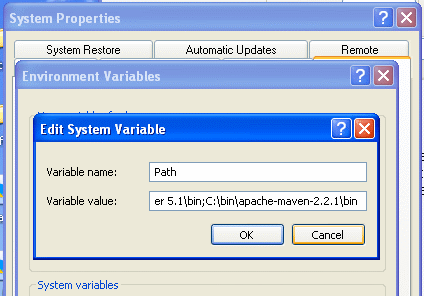 System Properties
System Restore
Automatic Updates
Remote
Environment Variables
Edit System Variable
Variable name:
Path
Variable value:
er 5.1\bin;C:\bin\apache-maven-2.2.1\bin
OK
Cancel
System variables